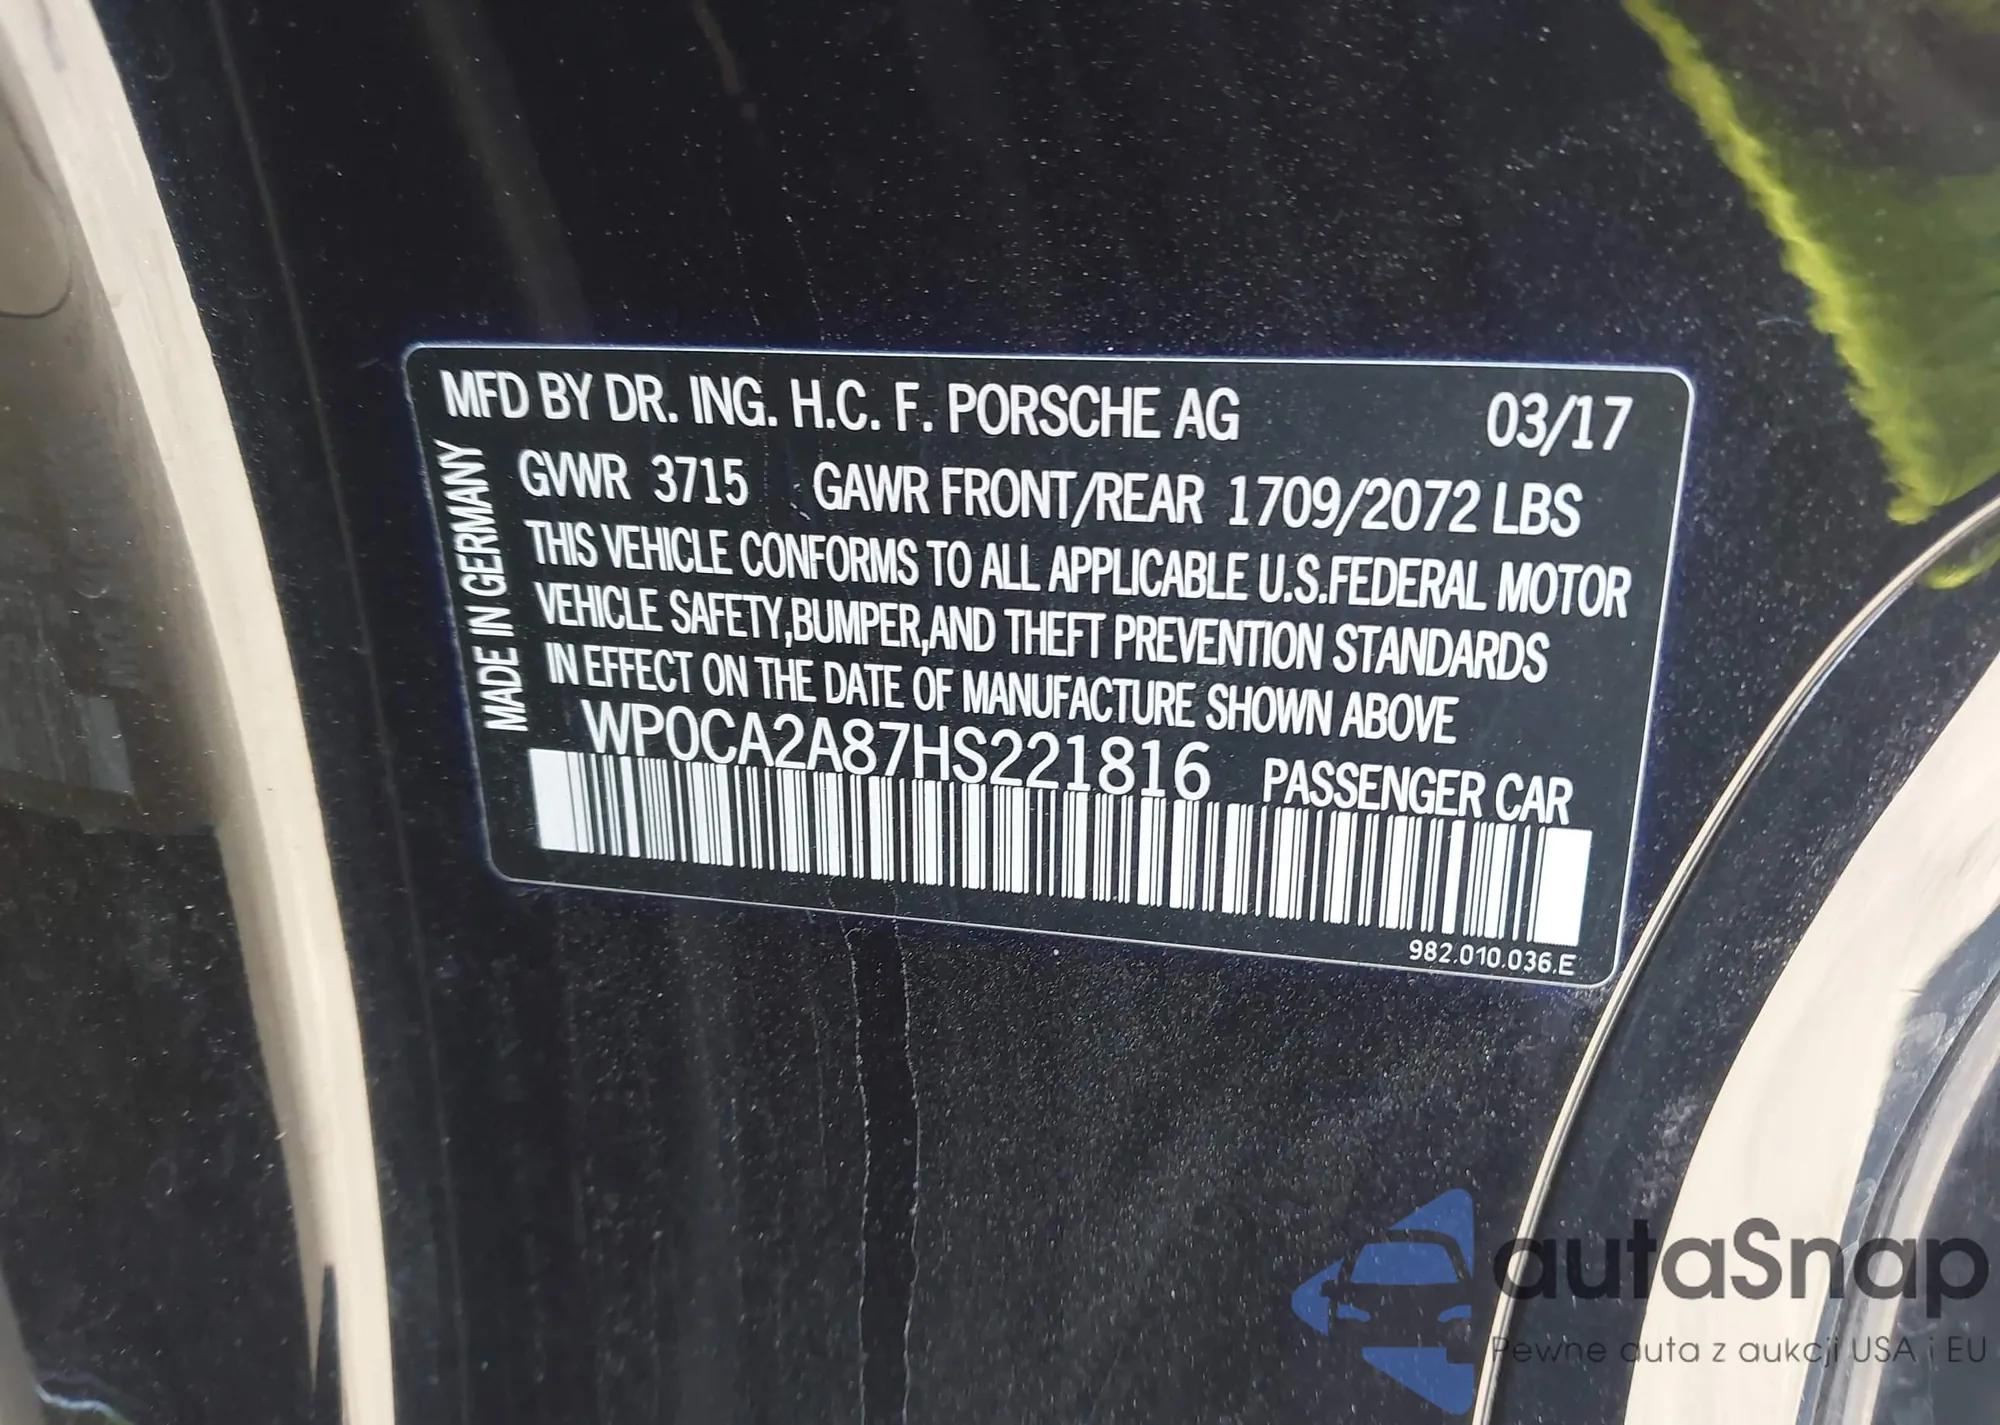 MFD BY DR. ING. H.C. F. PORSCHE AG 03/17
MADE IN GERMANY
GVWR 3715 GAWR FRONT/REAR 1709/2072 LBS
THIS VEHICLE CONFORMS TO ALL APPLICABLE U.S.FEDERAL MOTOR
VEHICLE SAFETY,BUMPER,AND THEFT PREVENTION STANDARDS
IN EFFECT ON THE DATE OF MANUFACTURE SHOWN ABOVE
WP0CA2A87HS221816 PASSENGER CAR
982.010.036.E
autaSnap
Pewne auta z aukcji USA i EU